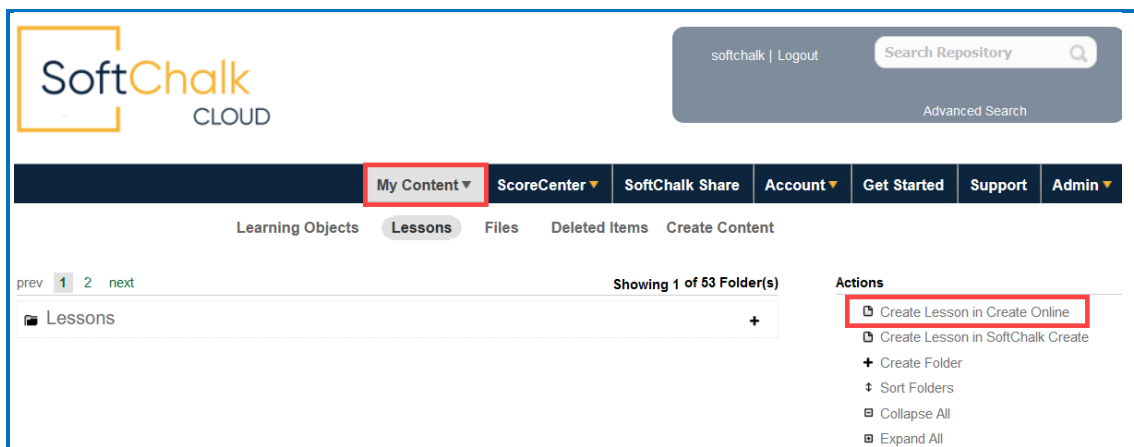 SoftChalk
CLOUD
softchalk | Logout
Search Repository
Advanced Search
My Content ▼ ScoreCenter ▼ SoftChalk Share Account ▼ Get Started Support Admin ▼
Learning Objects Lessons Files Deleted Items Create Content
prev 1 2 next
Showing 1 of 53 Folder(s)
Actions
Lessons +
Create Lesson in Create Online
Create Lesson in SoftChalk Create
Create Folder
Sort Folders
Collapse All
Expand All